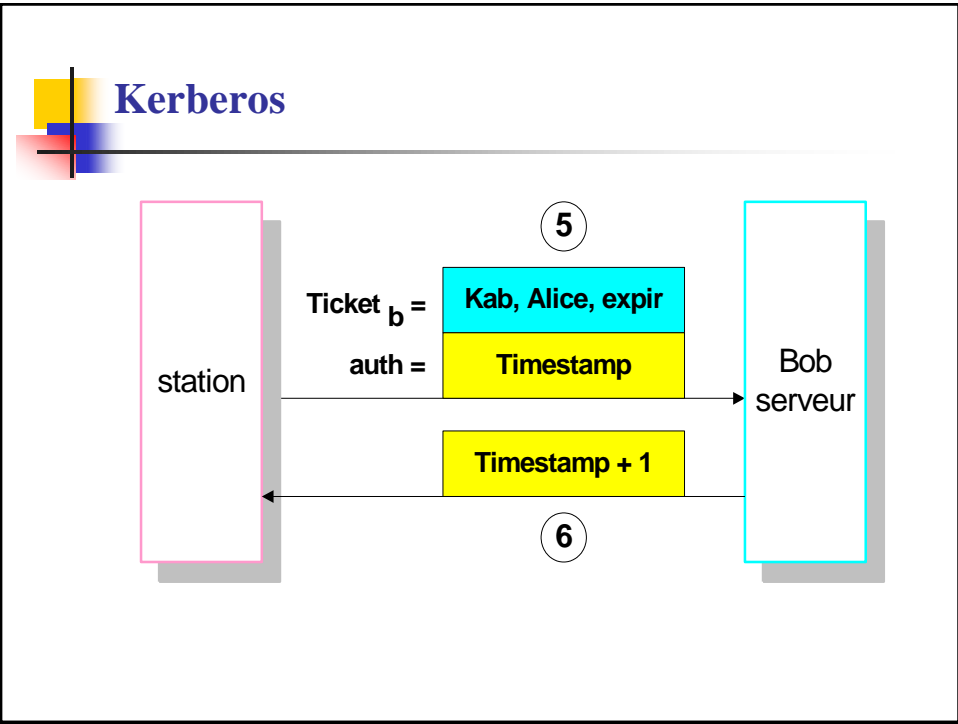 Kerberos
5
Ticket b = Kab, Alice, expir
auth = Timestamp
station
Bob
serveur
Timestamp + 1
6